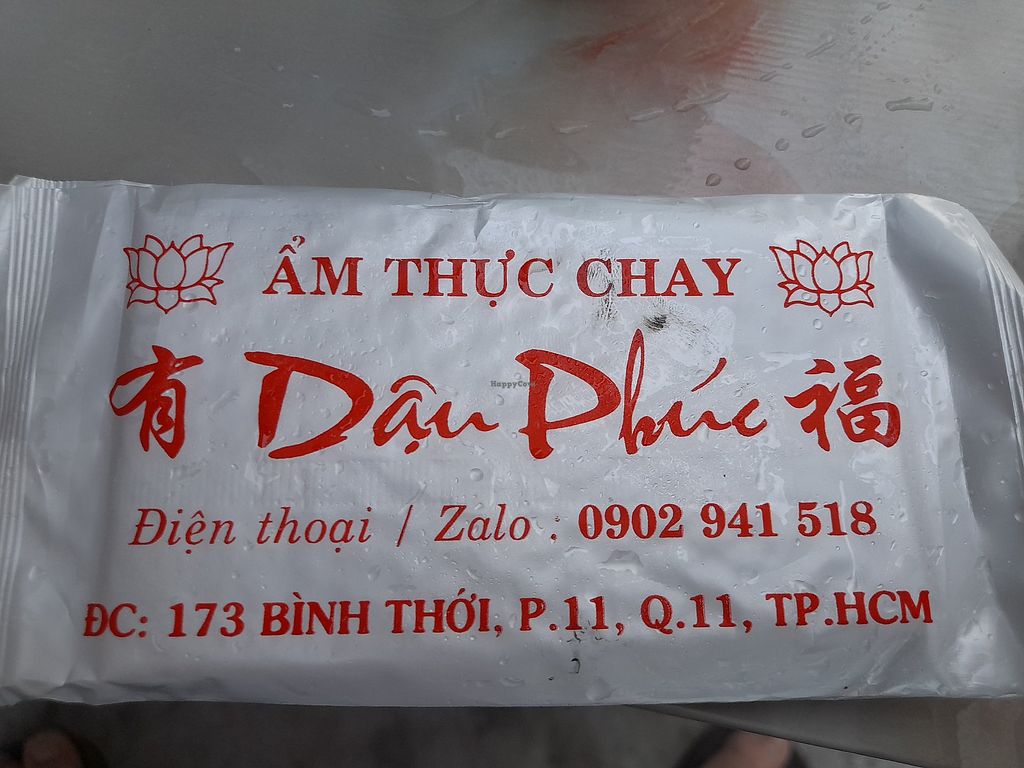 ẨM THỰC CHAY
有 Dậu Phúc 福
HappyCow
Điện thoại / Zalo : 0902 941 518
ĐC: 173 BÌNH THỚI, P.11, Q.11, TP.HCM